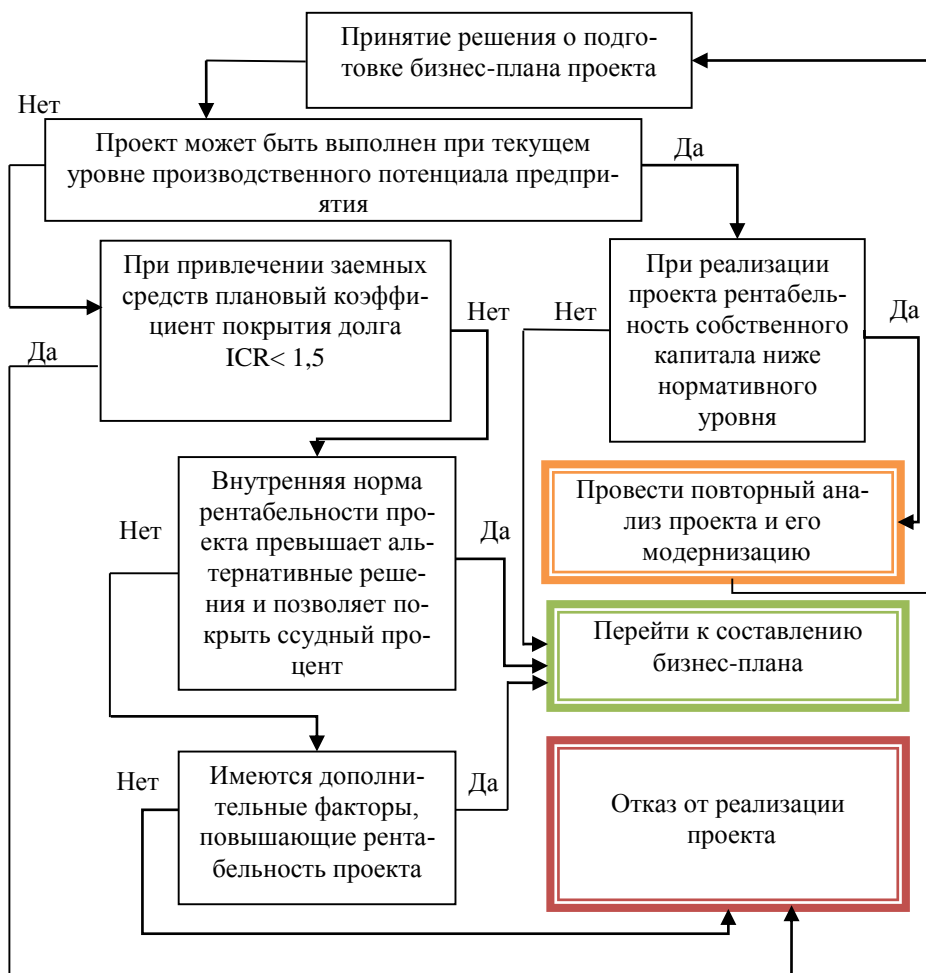 Принятие решения о подго-
товке бизнес-плана проекта
Нет
Проект может быть выполнен при текущем
уровне производственного потенциала предпри-
ятия
Да
При привлечении заемных
средств плановый коэффи-
циент покрытия долга
ICR< 1,5
Нет
Да
При реализации
проекта рентабель-
ность собственного
капитала ниже
нормативного
уровня
Нет
Да
Внутренняя норма
рентабельности про-
екта превышает аль-
тернативные реше-
ния и позволяет по-
крыть ссудный про-
цент
Нет
Да
Провести повторный ана-
лиз проекта и его
модернизацию
Перейти к составлению
бизнес-плана
Имеются дополни-
тельные факторы,
повышающие рента-
бельность проекта
Нет
Да
Отказ от реализации
проекта